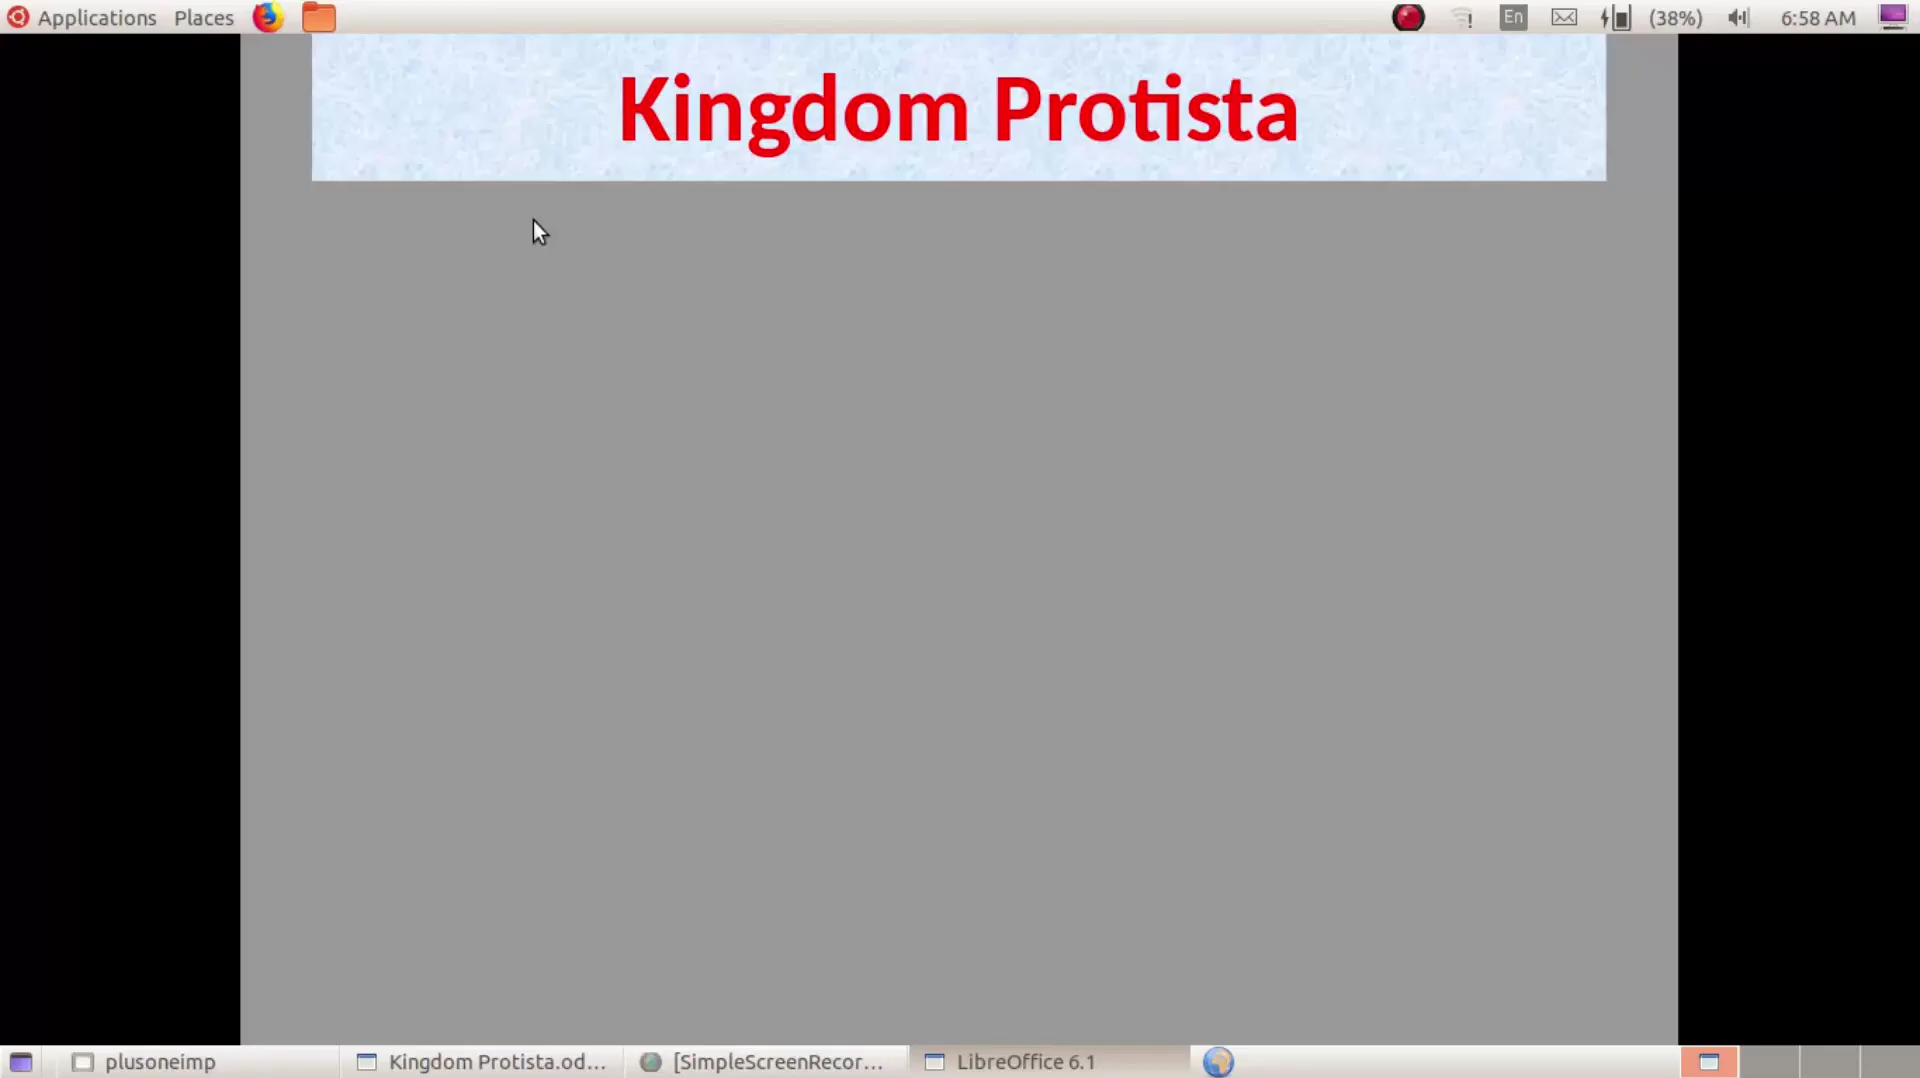 Applications Places En (38%) 6:58 AM
Kingdom Protista
plusoneimp Kingdom Protista.od... [SimpleScreenRecor... LibreOffice 6.1